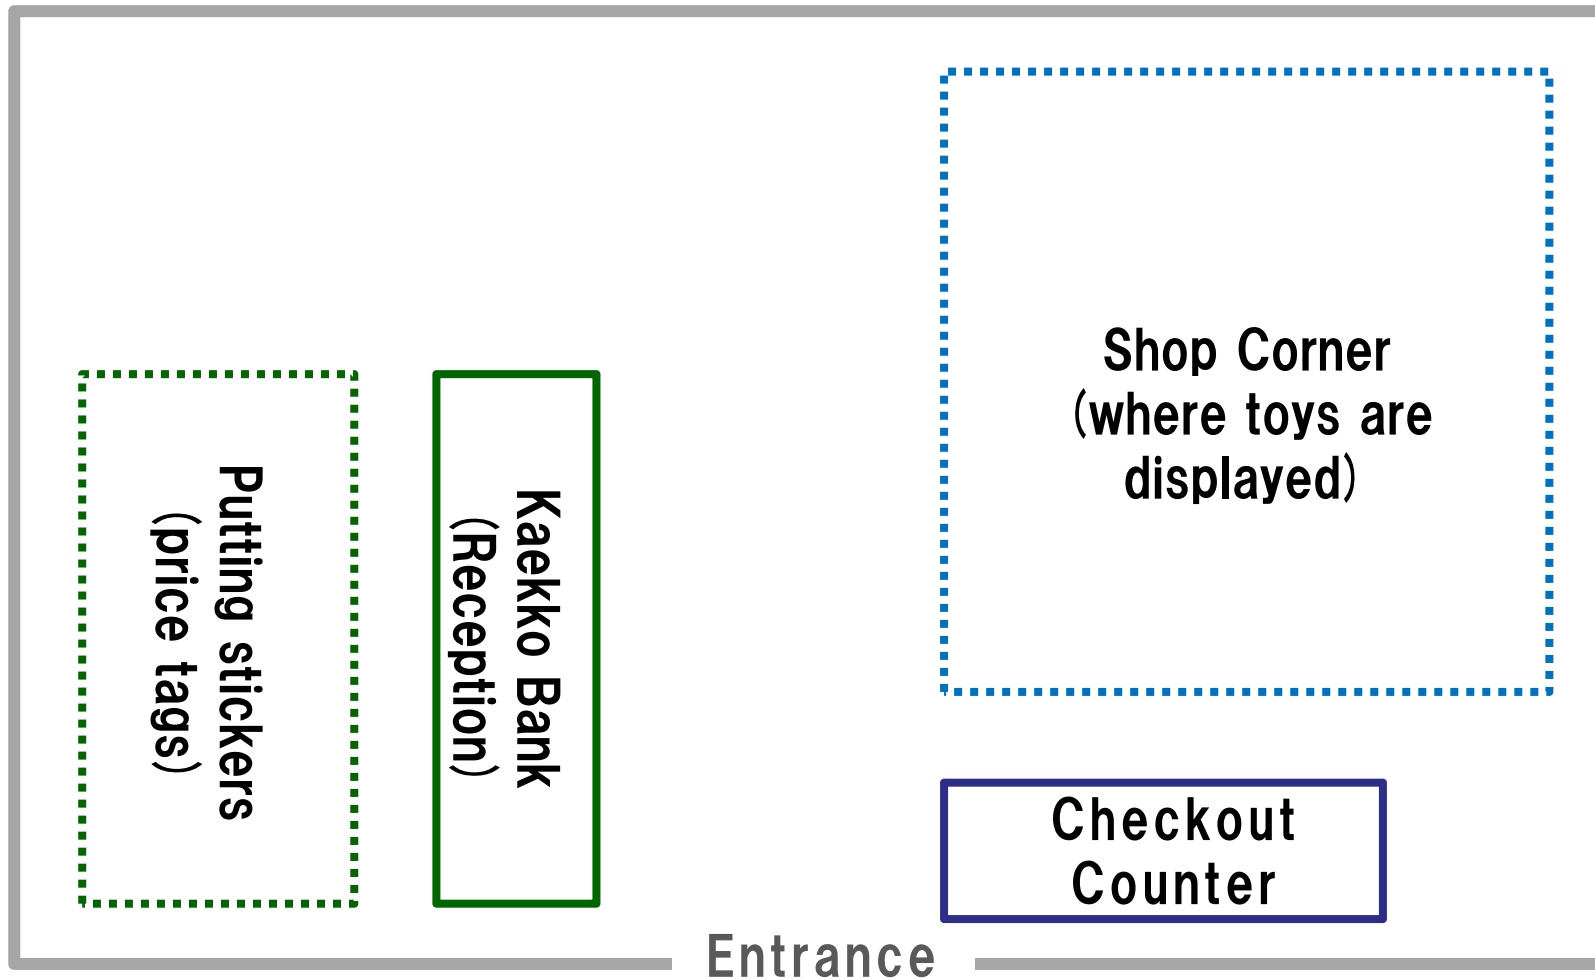 Shop Corner
(where toys are
displayed)
Putting stickers
(price tags)
Kaekko Bank
(Reception)
Checkout
Counter
Entrance